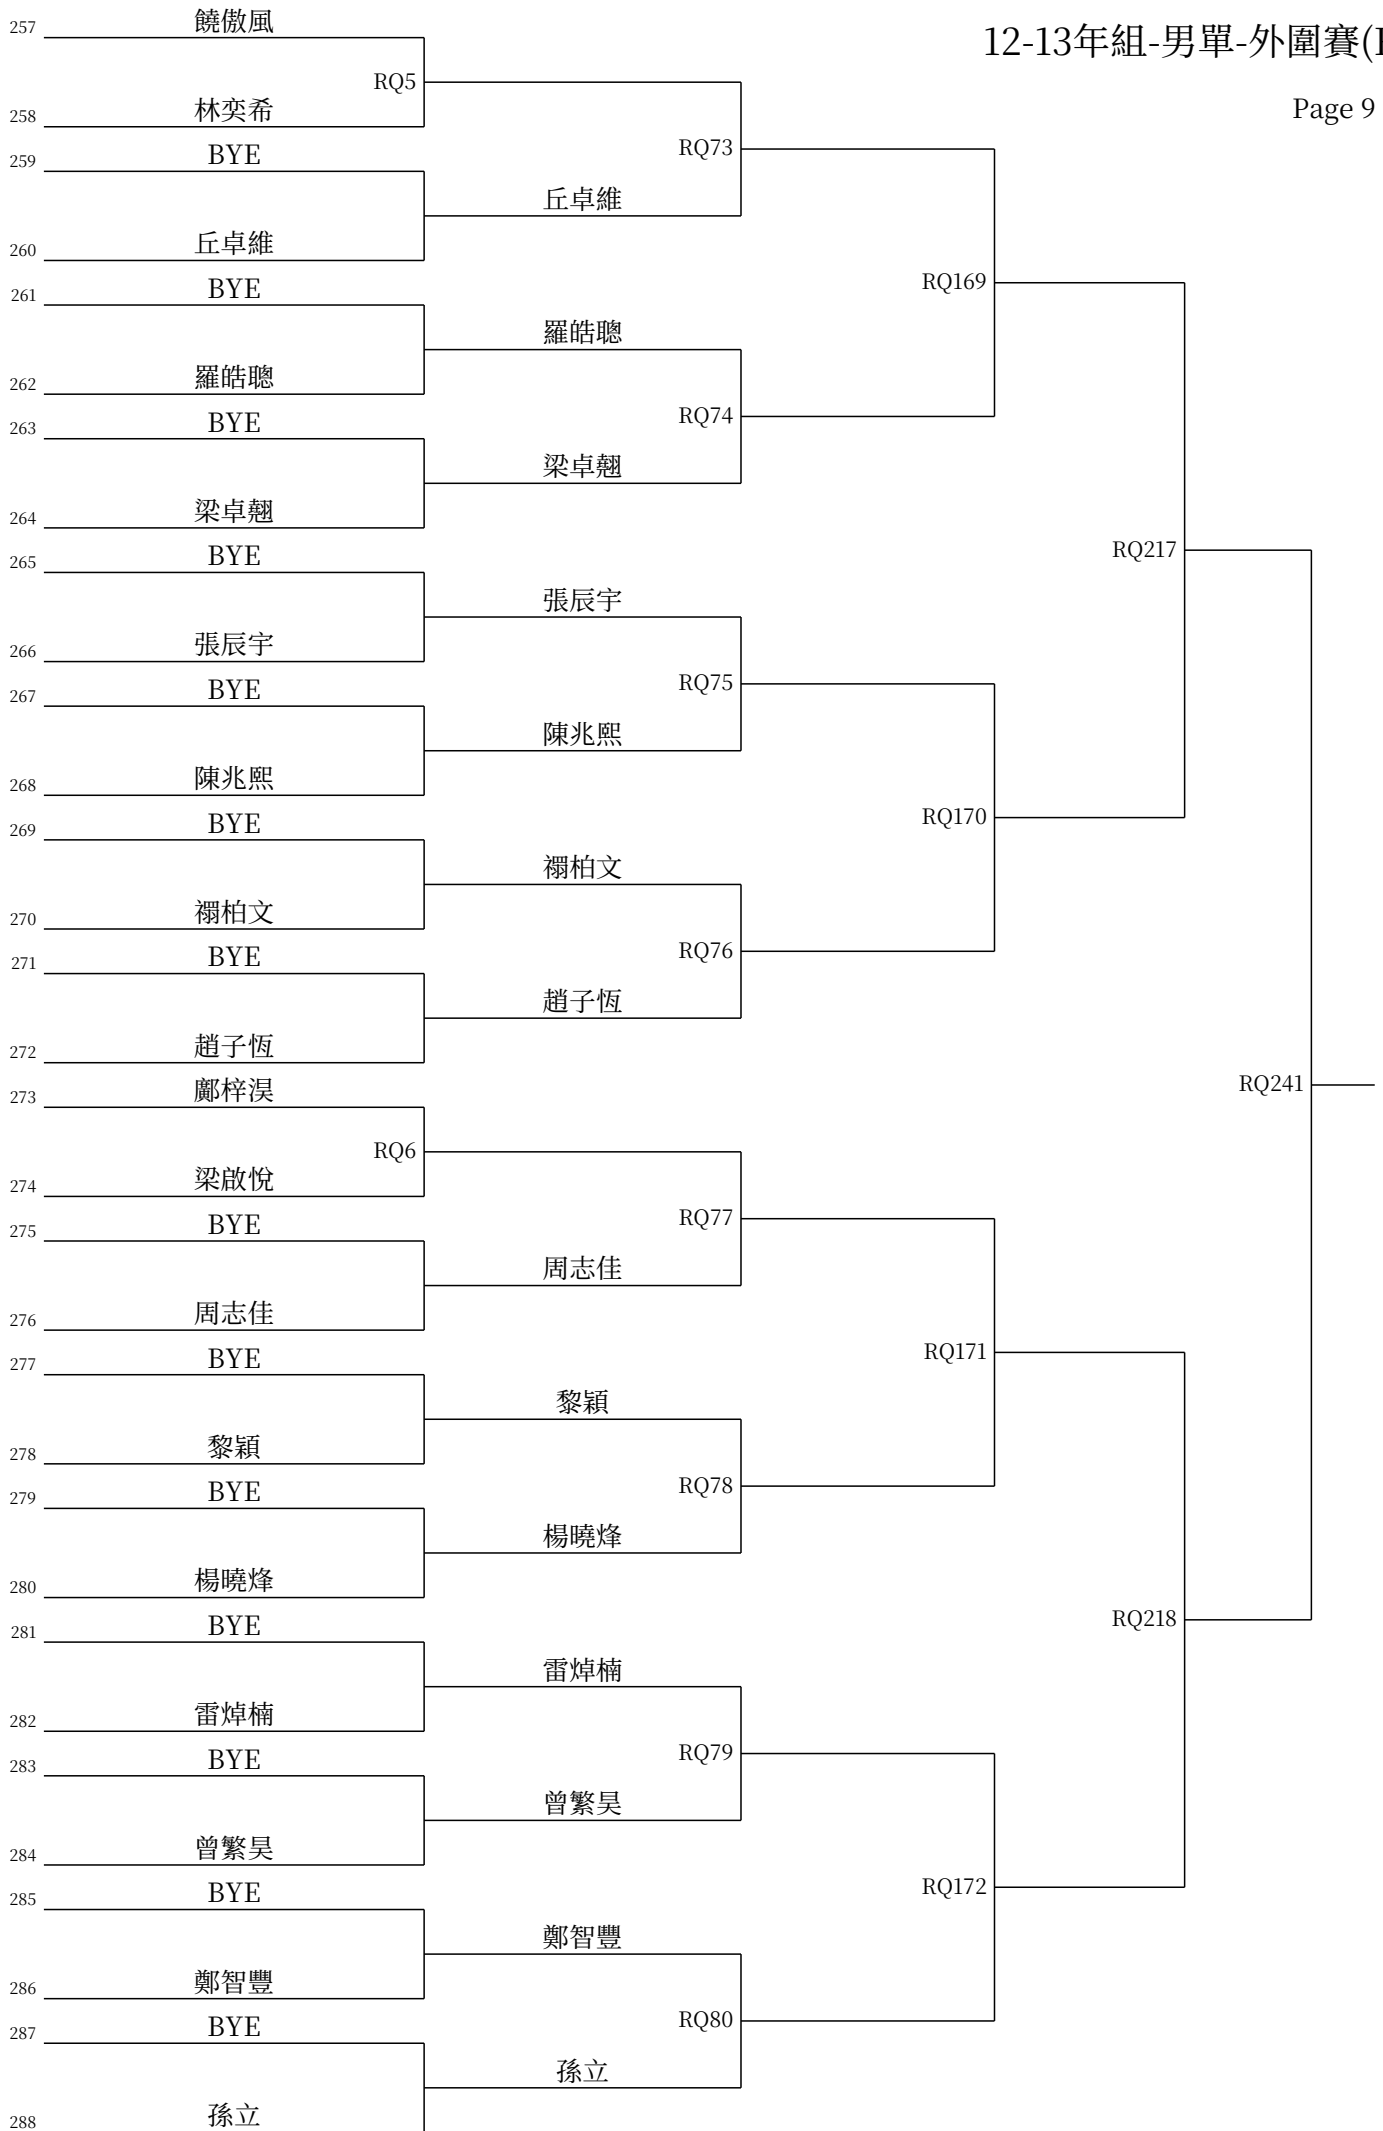 12-13年組-男單-外圍賽(
Page 9
257 饒傲風
RQ5
258 林奕希
259 BYE
RQ73
丘卓維
260 丘卓維
261 BYE
RQ169
羅皓聰
262 羅皓聰
263 BYE
RQ74
梁卓翹
264 梁卓翹
265 BYE
RQ217
張辰宇
266 張辰宇
267 BYE
RQ75
陳兆熙
268 陳兆熙
269 BYE
RQ170
禤柏文
270 禤柏文
271 BYE
RQ76
趙子恆
272 趙子恆
273 鄺梓淏
RQ241
RQ6
274 梁啟悅
275 BYE
RQ77
周志佳
276 周志佳
277 BYE
RQ171
黎穎
278 黎穎
279 BYE
RQ78
楊曉烽
280 楊曉烽
281 BYE
RQ218
雷焯楠
282 雷焯楠
283 BYE
RQ79
曾繁昊
284 曾繁昊
285 BYE
RQ172
鄭智豐
286 鄭智豐
287 BYE
RQ80
孫立
288 孫立